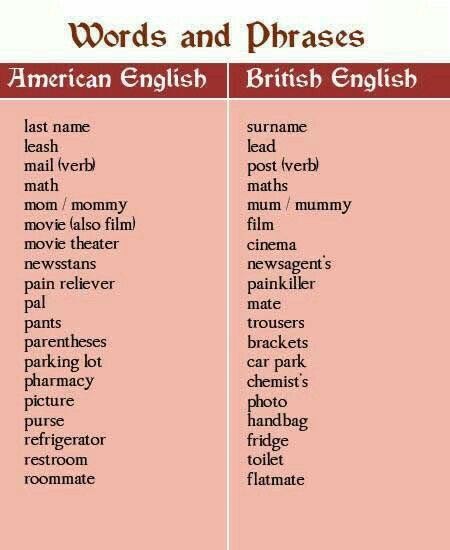 Words and Phrases
American English British English
last name surname
leash lead
mail (verb) post (verb)
math maths
mom / mommy mum / mummy
movie (also film) film
movie theater cinema
newsstans newsagent's
pain reliever painkiller
pal mate
pants trousers
parentheses brackets
parking lot car park
pharmacy chemist's
picture photo
purse handbag
refrigerator fridge
restroom toilet
roommate flatmate